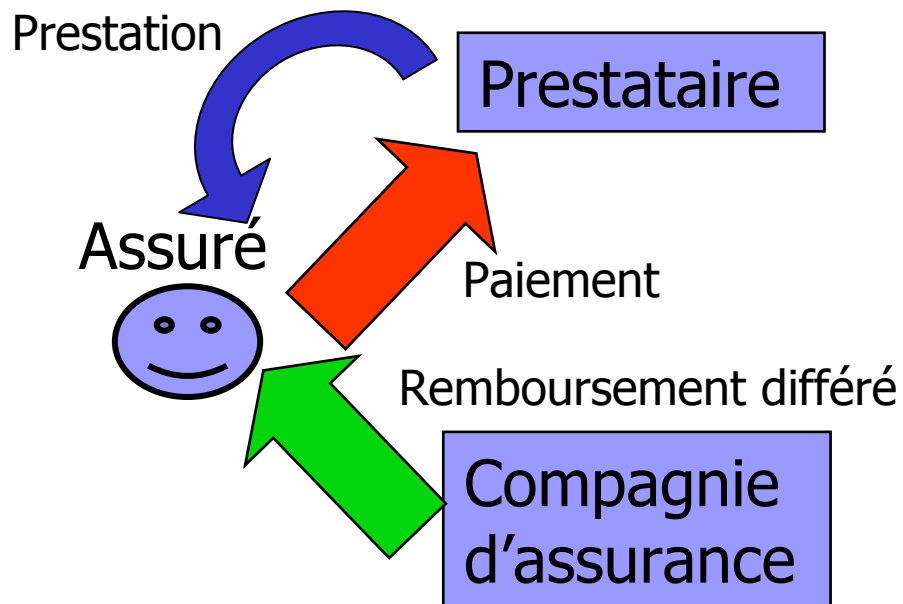 Prestation
Prestataire
Assuré
Paiement
Remboursement différé
Compagnie
d’assurance